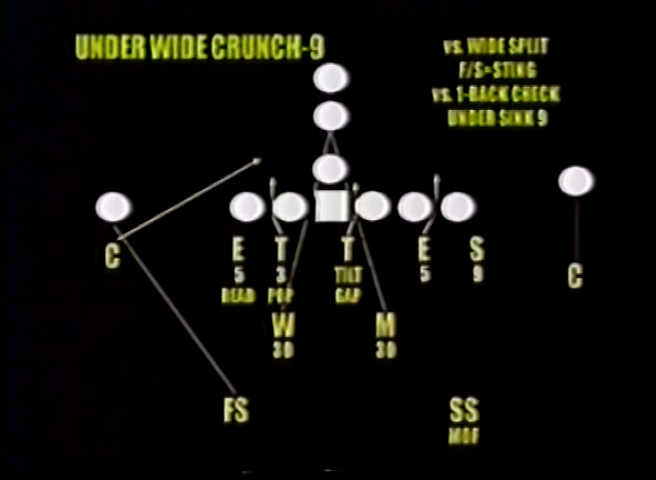 UNDER WIDE CRUNCH-9
vs. WIDE SPLIT
F/S=STING
vs. 1-BACK CHECK
UNDER SINK 9
C
E T T E S
5 3 TILT 5 9
READ POP GAP
C
W M
30 30
FS SS
MOF